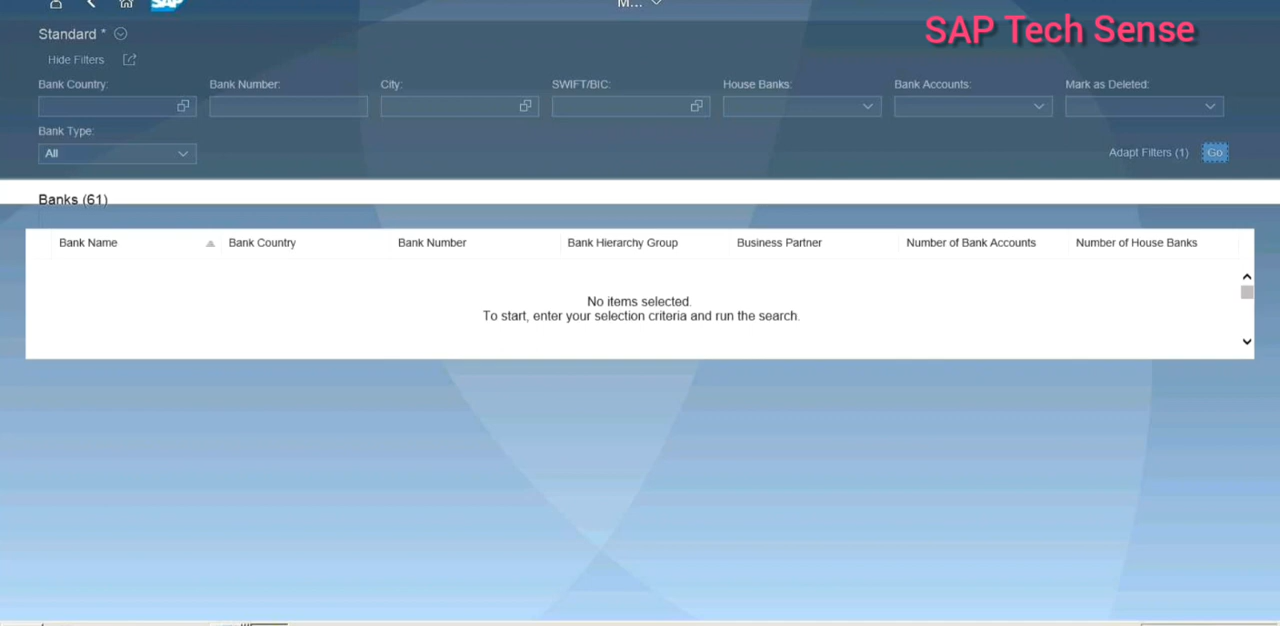 SAP
M...
SAP Tech Sense
Standard *
Hide Filters
Bank Country: Bank Number: City: SWIFT/BIC: House Banks: Bank Accounts: Mark as Deleted:
Bank Type:
All
Adapt Filters (1) Go
Banks (61)
Bank Name Bank Country Bank Number Bank Hierarchy Group Business Partner Number of Bank Accounts Number of House Banks
No items selected.
To start, enter your selection criteria and run the search.